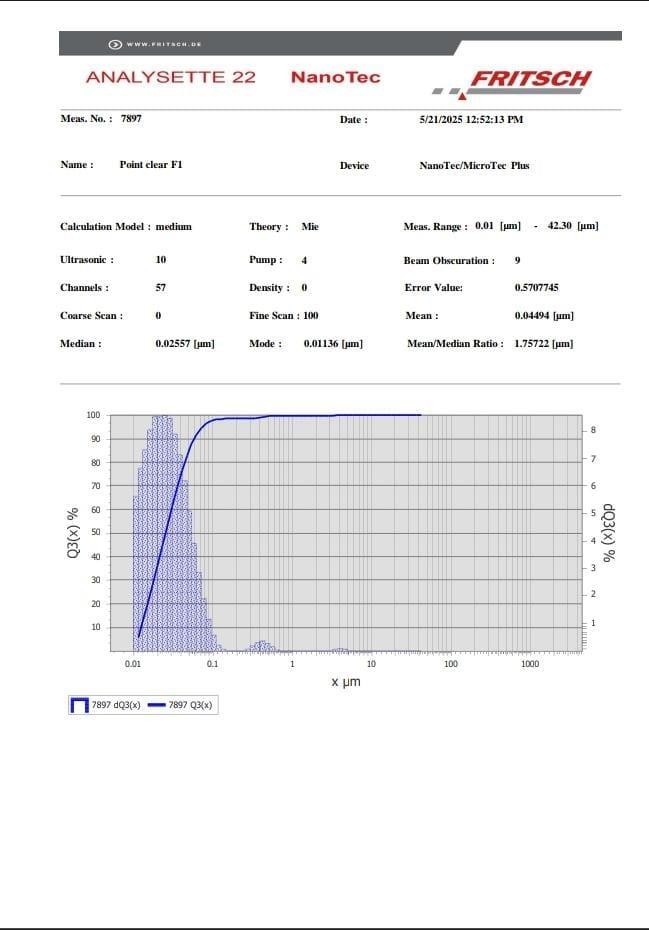 WWW.FRITSCH.DE
ANALYSETTE 22 NanoTec FRITSCH
Meas. No. : 7897 Date : 5/21/2025 12:52:13 PM
Name : Point clear F1 Device NanoTec/MicroTec Plus
Calculation Model : medium Theory : Mie Meas. Range : 0.01 [µm] - 42.30 [µm]
Ultrasonic : 10 Pump : 4 Beam Obscuration : 9
Channels : 57 Density : 0 Error Value: 0.5707745
Coarse Scan : 0 Fine Scan : 100 Mean : 0.04494 [µm]
Median : 0.02557 [µm] Mode : 0.01136 [µm] Mean/Median Ratio : 1.75722 [µm]
100
90
80
70
60
50
40
30
20
10
Q3(x) %
8
7
6
5
4
3
2
1
dQ3(x) %
0.01 0.1 1 10 100 1000
x µm
7897 dQ3(x) 7897 Q3(x)